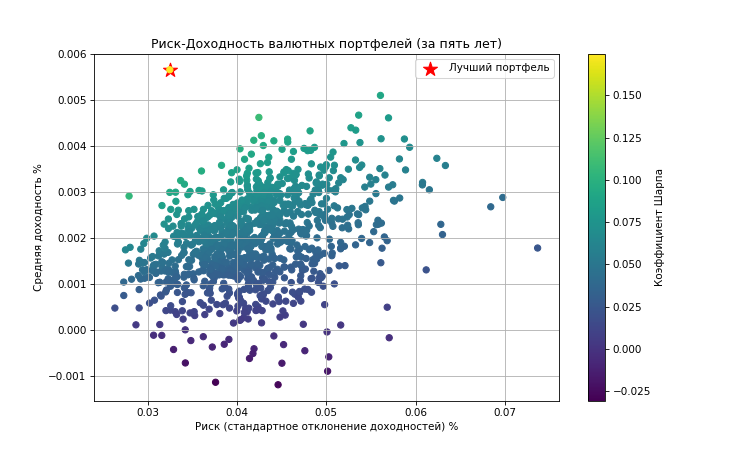 Риск-Доходность валютных портфелей (за пять лет)
Лучший портфель
Средняя доходность %
0.006
0.005
0.004
0.003
0.002
0.001
0.000
−0.001
0.03 0.04 0.05 0.06 0.07
Риск (стандартное отклонение доходностей) %
0.150
0.125
0.100
0.075
0.050
0.025
0.000
−0.025
Коэффициент Шарпа